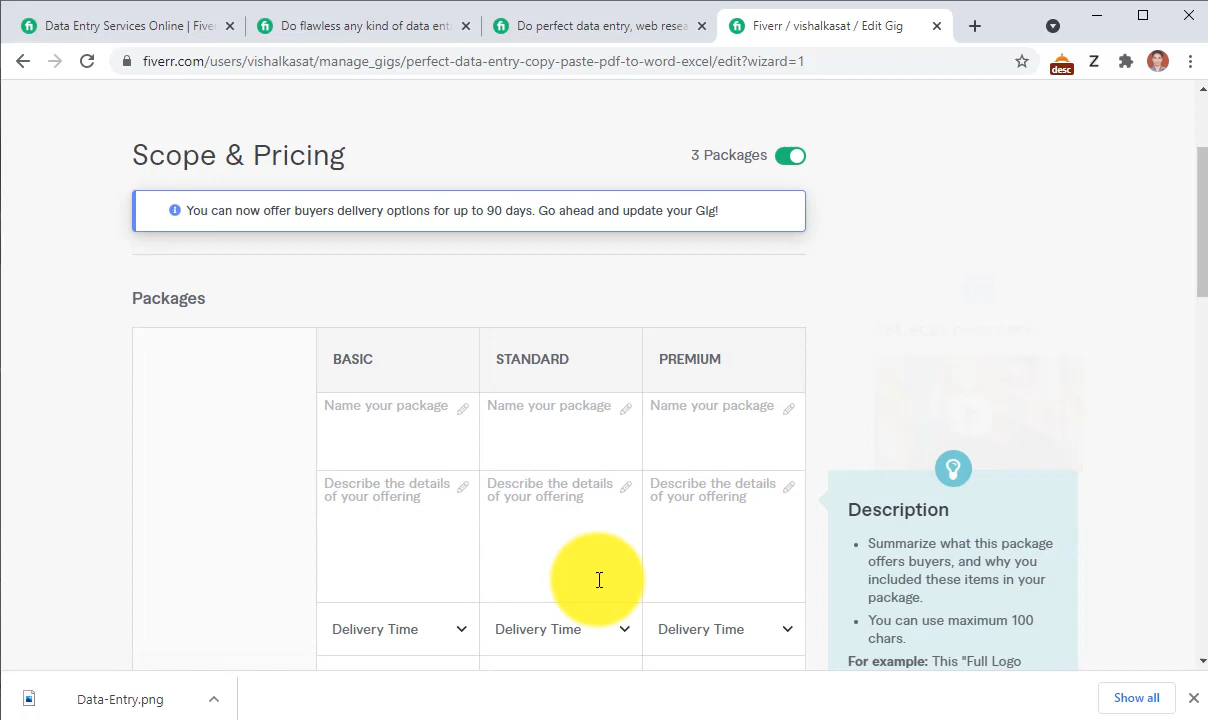 Data Entry Services Online | Five
Do flawless any kind of data ent
Do perfect data entry, web resea
Fiverr / vishalkasat / Edit Gig
fiverr.com/users/vishalkasat/manage_gigs/perfect-data-entry-copy-paste-pdf-to-word-excel/edit?wizard=1
desc
Z
Scope & Pricing
3 Packages
You can now offer buyers delivery options for up to 90 days. Go ahead and update your GIg!
Packages
BASIC
STANDARD
PREMIUM
Name your package
Name your package
Name your package
Describe the details
of your offering
Describe the details
of your offering
Describe the details
of your offering
Delivery Time
Delivery Time
Delivery Time
Description
• Summarize what this package
offers buyers, and why you
included these items in your
package.
• You can use maximum 100
chars.
For example: This "Full Logo
Data-Entry.png
Show all